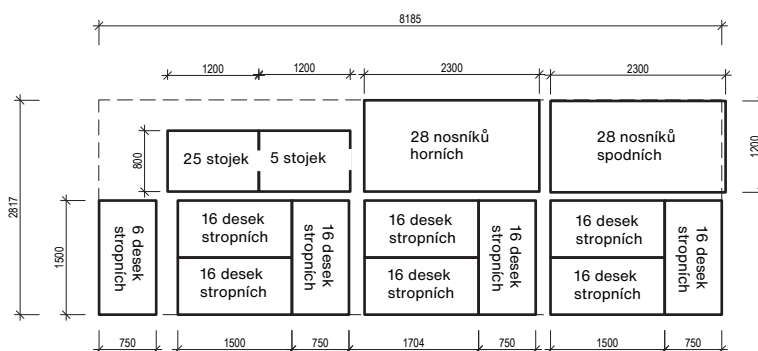 8185
1200
1200
2300
2300
25 stojek
5 stojek
28 nosníků
horních
28 nosníků
spodních
800
1200
2817
1500
6 desek
stropních
16 desek
stropních
16 desek
stropních
16 desek
stropních
16 desek
stropních
16 desek
stropních
16 desek
stropních
16 desek
stropních
16 desek
stropních
16 desek
stropních
750
1500
750
1704
750
1500
750